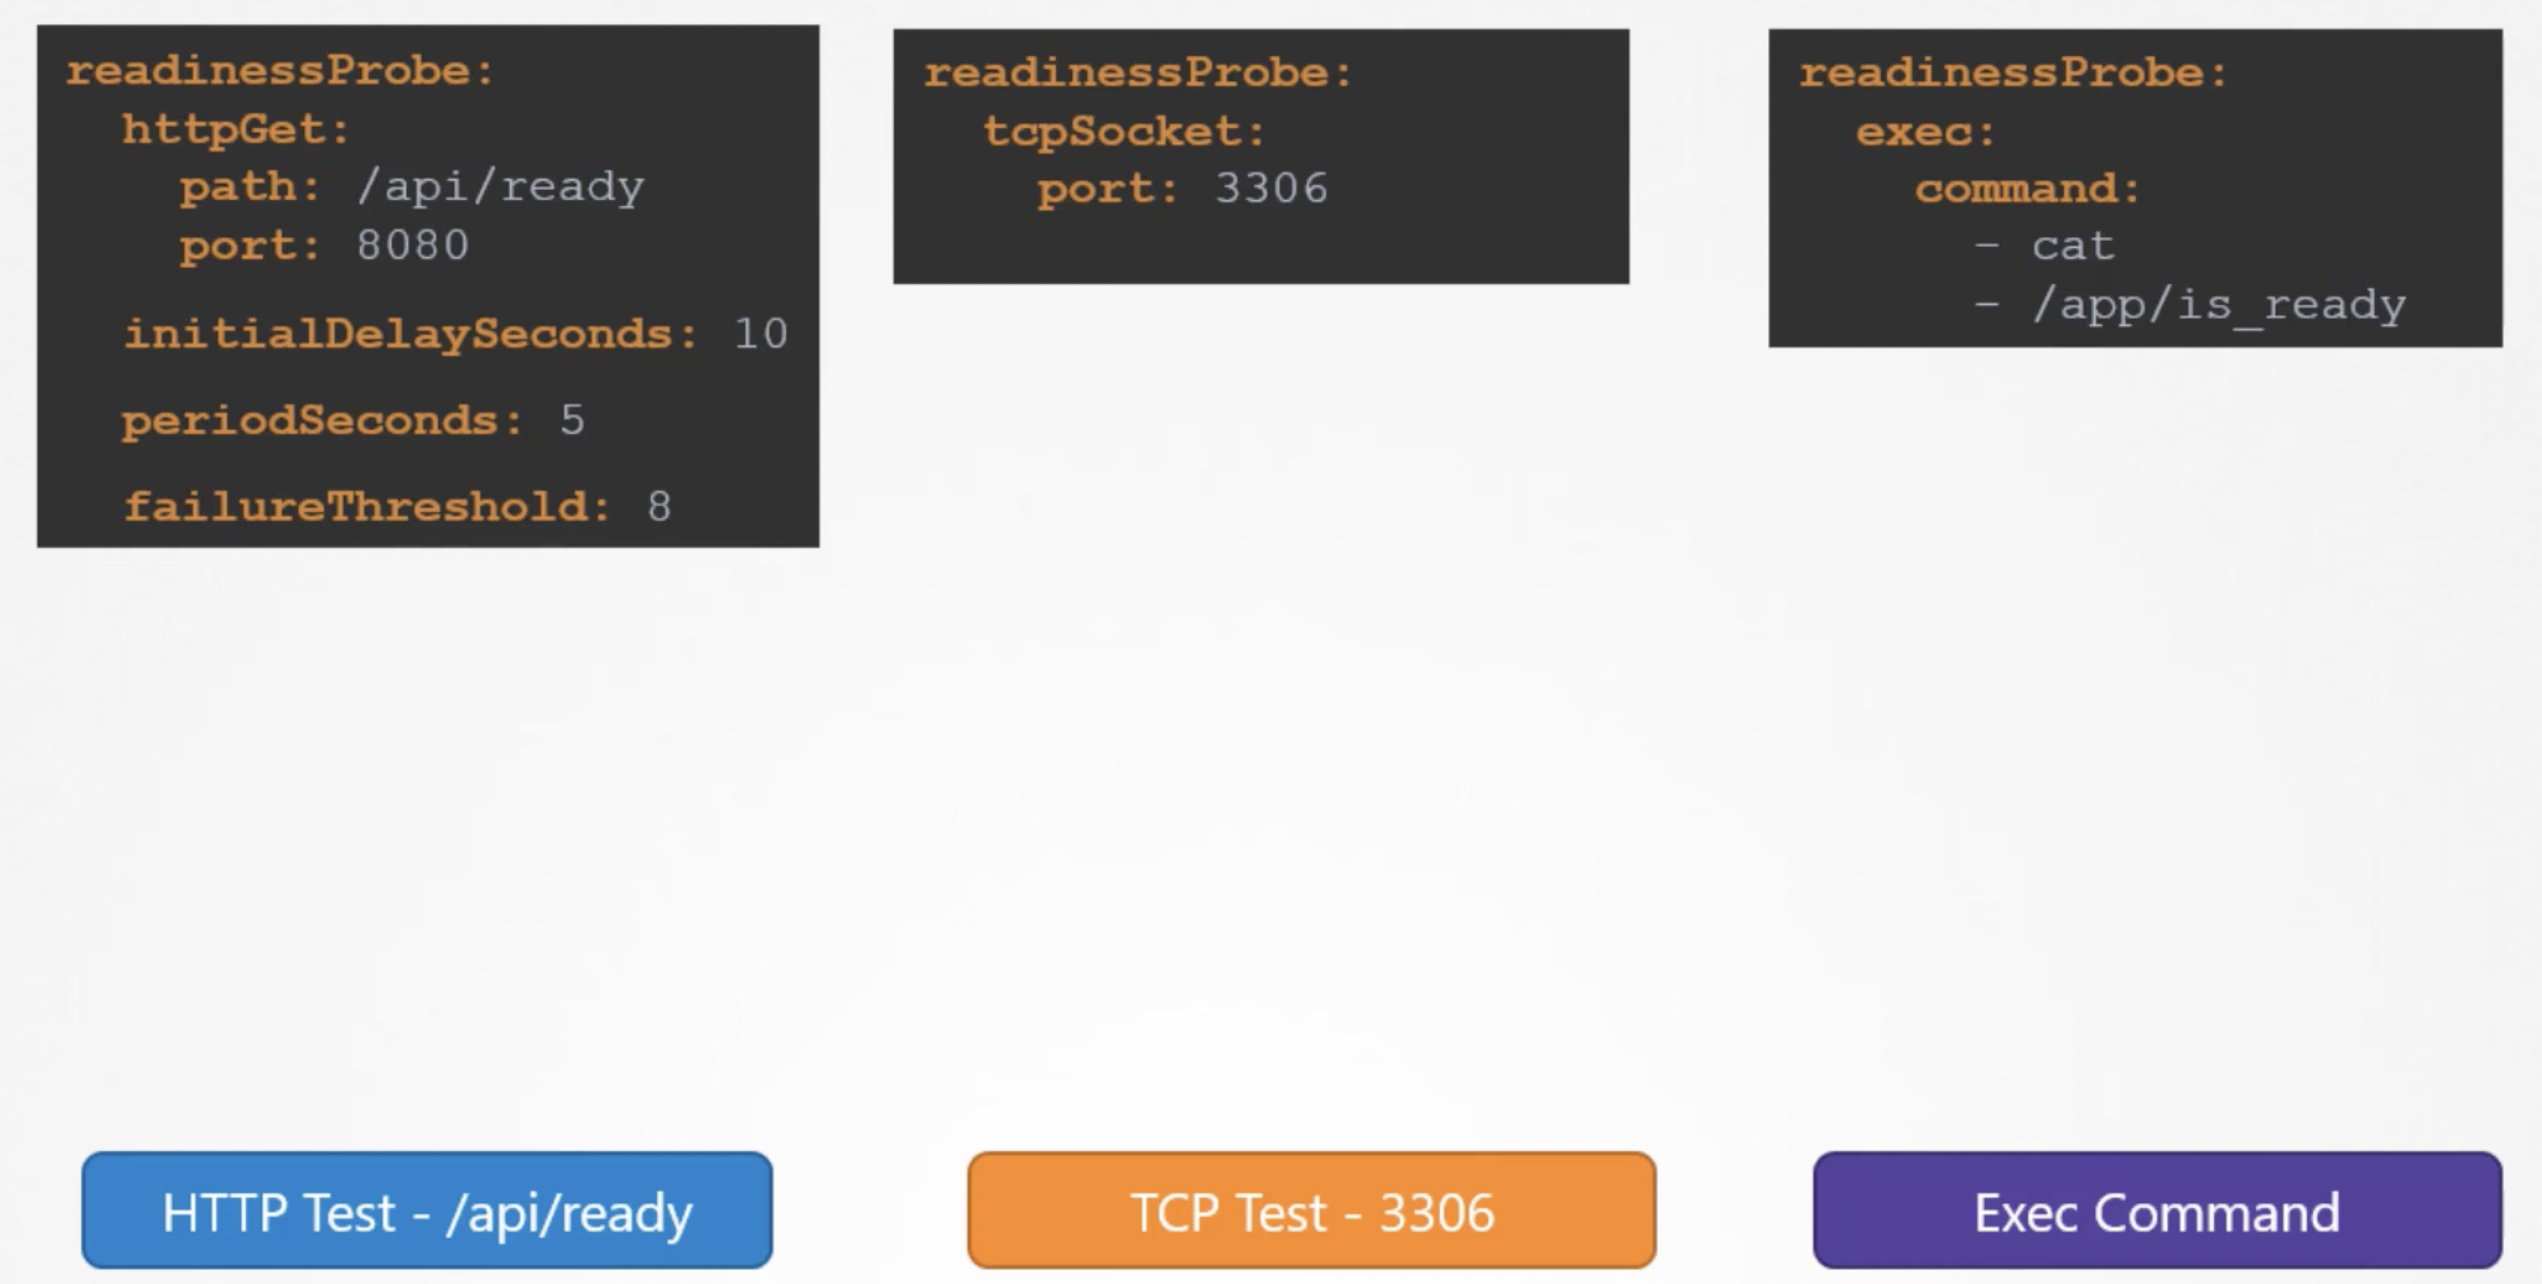 readinessProbe:
  httpGet:
    path: /api/ready
    port: 8080
  initialDelaySeconds: 10
  periodSeconds: 5
  failureThreshold: 8
readinessProbe:
  tcpSocket:
    port: 3306
readinessProbe:
  exec:
    command:
      - cat
      - /app/is_ready
HTTP Test - /api/ready
TCP Test - 3306
Exec Command